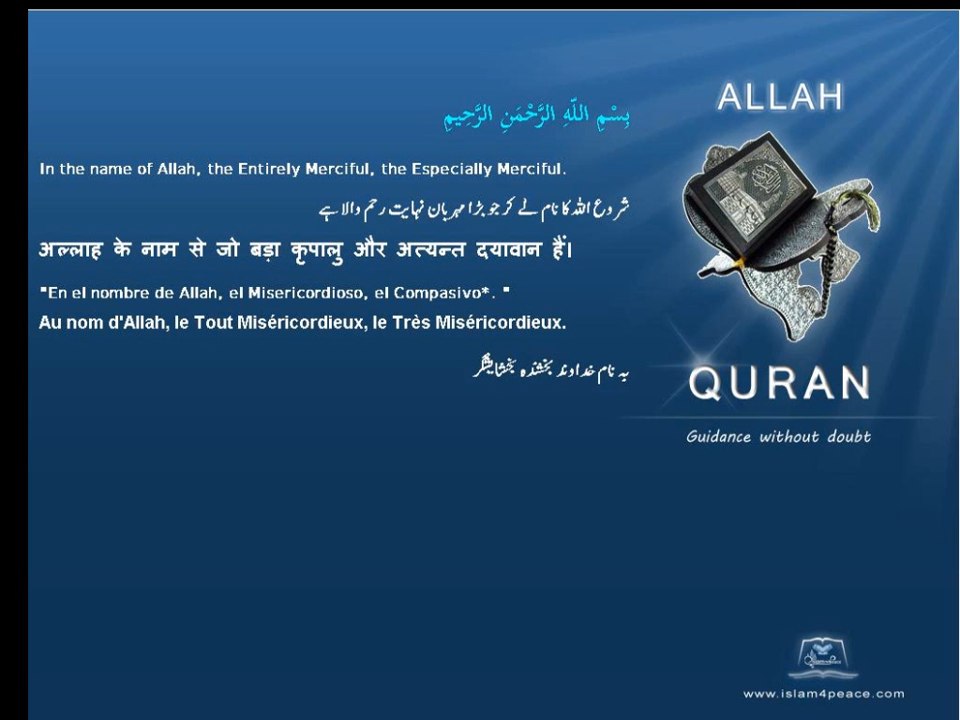 بِسْمِ اللّهِ الرَّحْمَنِ الرَّحِيمِ
In the name of Allah, the Entirely Merciful, the Especially Merciful.
شروع الله کا نام لے کر جو بڑا مہربان نہایت رحم والا ہے
अल्लाह के नाम से जो बड़ा कृपालु और अत्यन्त दयावान हैं।
"En el nombre de Allah, el Misericordioso, el Compasivo*. "
Au nom d'Allah, le Tout Miséricordieux, le Très Miséricordieux.
به نام خداوند بخشنده بخشایشگر
ALLAH
QURAN
Guidance without doubt
www.islam4peace.com